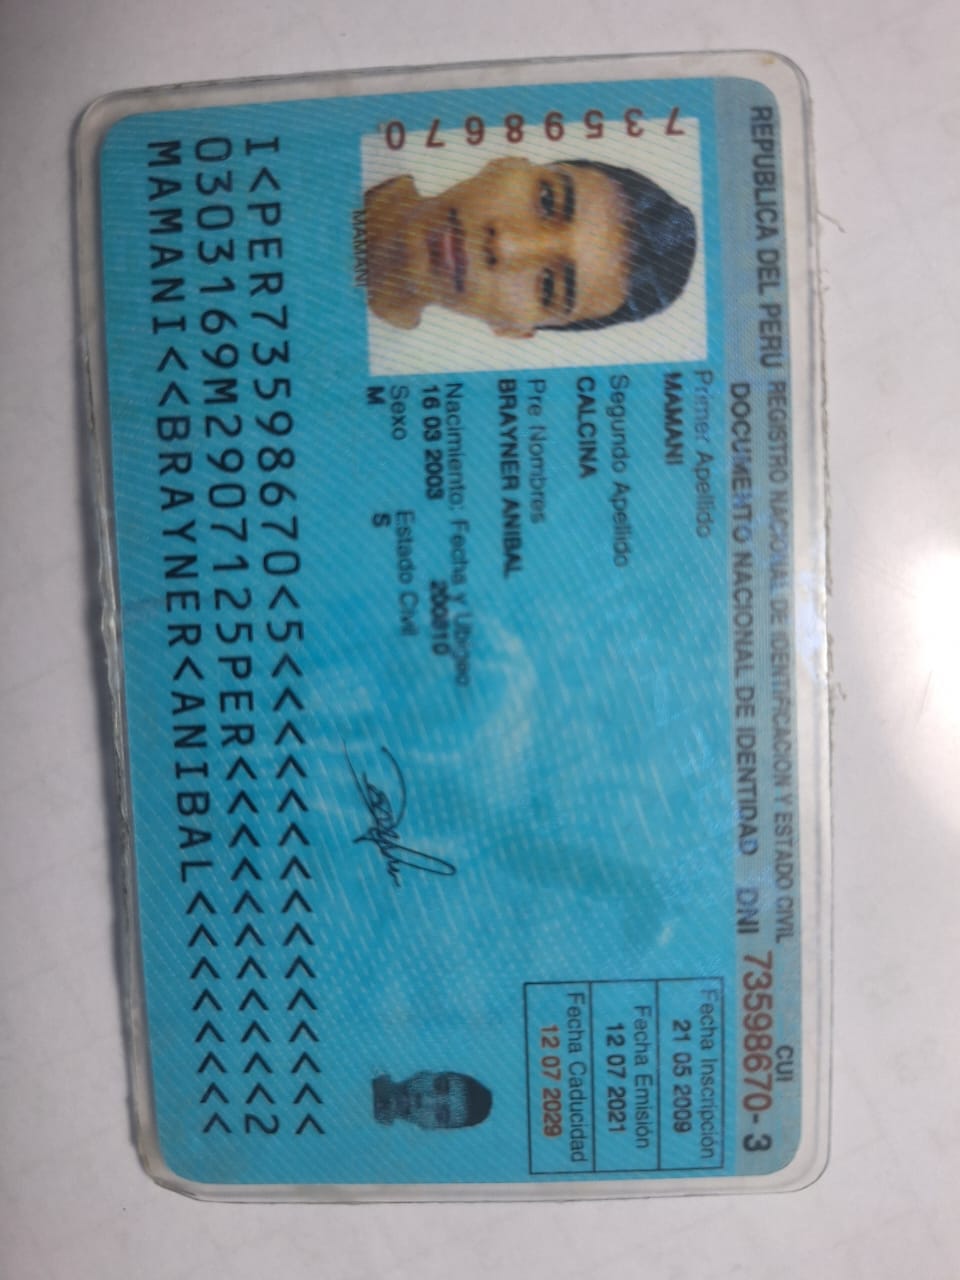 REPUBLICA DEL PERU REGISTRO NACIONAL DE IDENTIFICACION Y ESTADO CIVIL CUI
DOCUMENTO NACIONAL DE IDENTIDAD DNI 73598670-3
73598670
Primer Apellido
MAMANI
Segundo Apellido
CALCINA
Pre Nombres
BRAYNER ANIBAL
Nacimiento: Fecha y Ubigeo
16 03 2003 200810
Sexo Estado Civil
M S
Fecha Inscripción
21 05 2009
Fecha Emisión
12 07 2021
Fecha Caducidad
12 07 2029
MAMANI
I<PER73598670<5<<<<<<<<<<<<<<<
0303169M2907125PER<<<<<<<<<<<2
MAMANI<<BRAYNER<ANIBAL<<<<<<<<